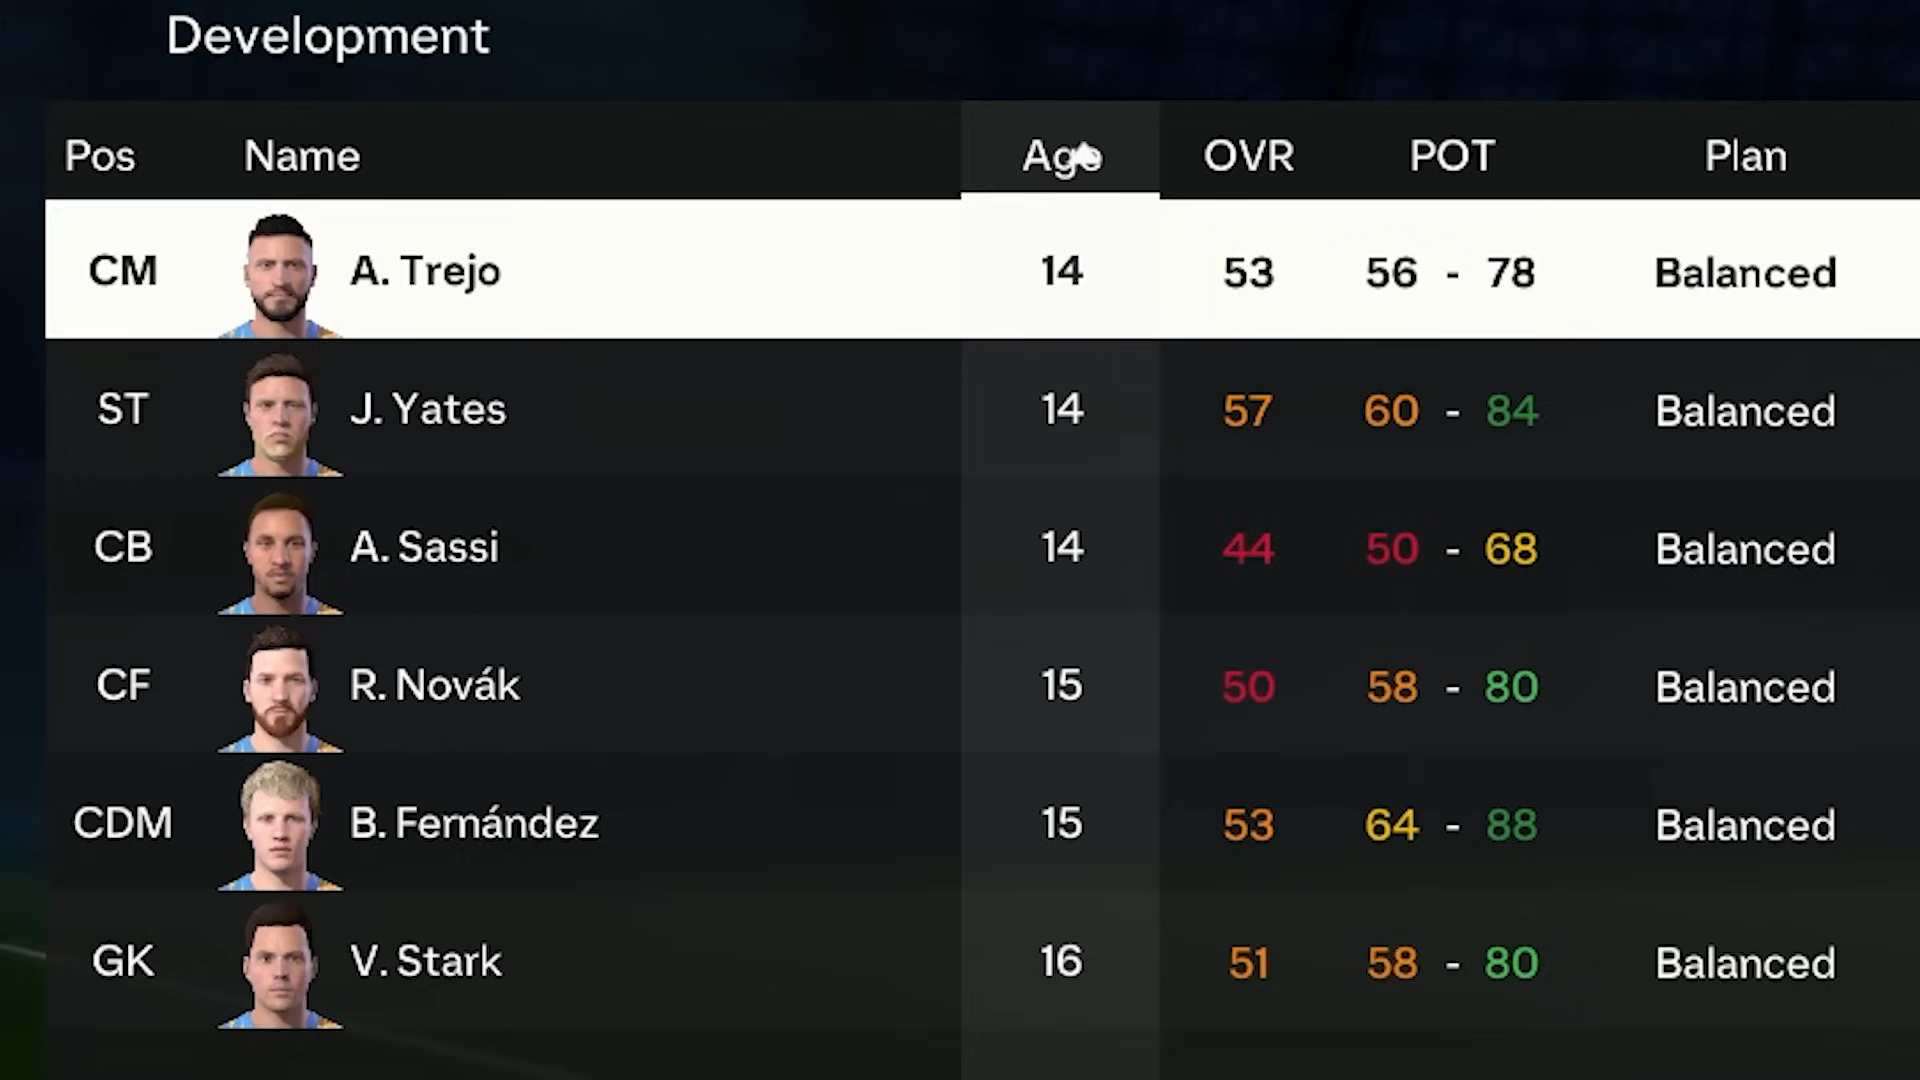 Development
Pos Name Age OVR POT Plan
CM A. Trejo 14 53 56 - 78 Balanced
ST J. Yates 14 57 60 - 84 Balanced
CB A. Sassi 14 44 50 - 68 Balanced
CF R. Novák 15 50 58 - 80 Balanced
CDM B. Fernández 15 53 64 - 88 Balanced
GK V. Stark 16 51 58 - 80 Balanced